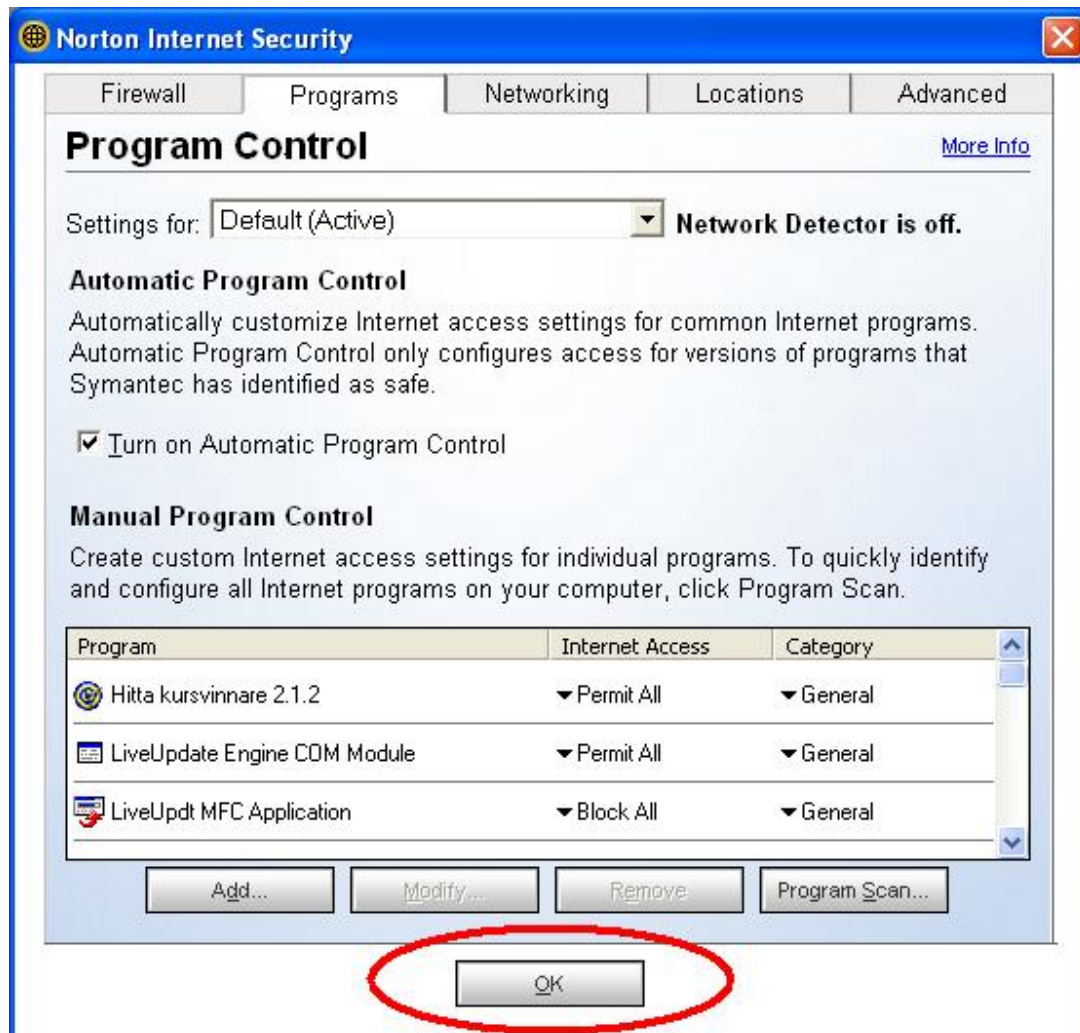 Norton Internet Security
Firewall Programs Networking Locations Advanced
Program Control More Info
Settings for: Default (Active) Network Detector is off.
Automatic Program Control
Automatically customize Internet access settings for common Internet programs.
Automatic Program Control only configures access for versions of programs that
Symantec has identified as safe.
Turn on Automatic Program Control
Manual Program Control
Create custom Internet access settings for individual programs. To quickly identify
and configure all Internet programs on your computer, click Program Scan.
Program Internet Access Category
Hitta kursvinnare 2.1.2 Permit All General
LiveUpdate Engine COM Module Permit All General
LiveUpdt MFC Application Block All General
Add... Modify... Remove Program Scan...
OK